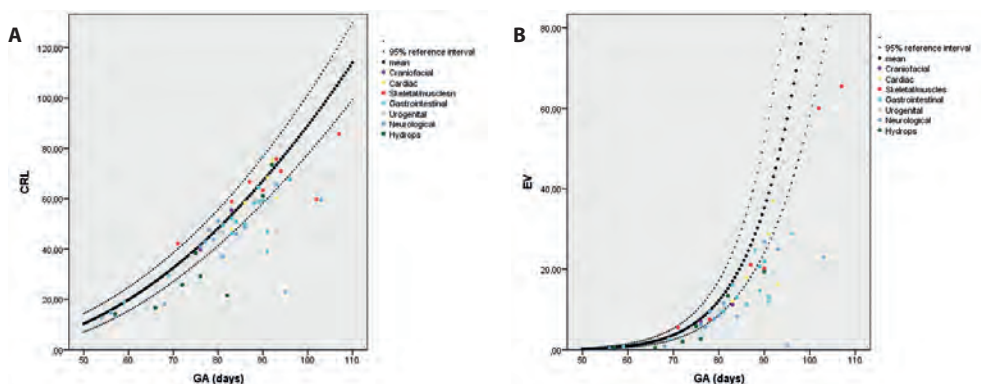 A
CRL
120,00
100,00
80,00
60,00
40,00
20,00
,00
50 60 70 80 90 100 110
GA (days)
95% reference interval
mean
Craniofacial
Cardiac
Skeletal/musclesn
Gastrointestinal
Urogenital
Neurological
Hydrops
B
EV
80,00
60,00
40,00
20,00
,00
50 60 70 80 90 100 110
GA (days)
95% reference interval
mean
Craniofacial
Cardiac
Skeletal/muscles
Gastrointestinal
Urogenital
Neurological
Hydrops